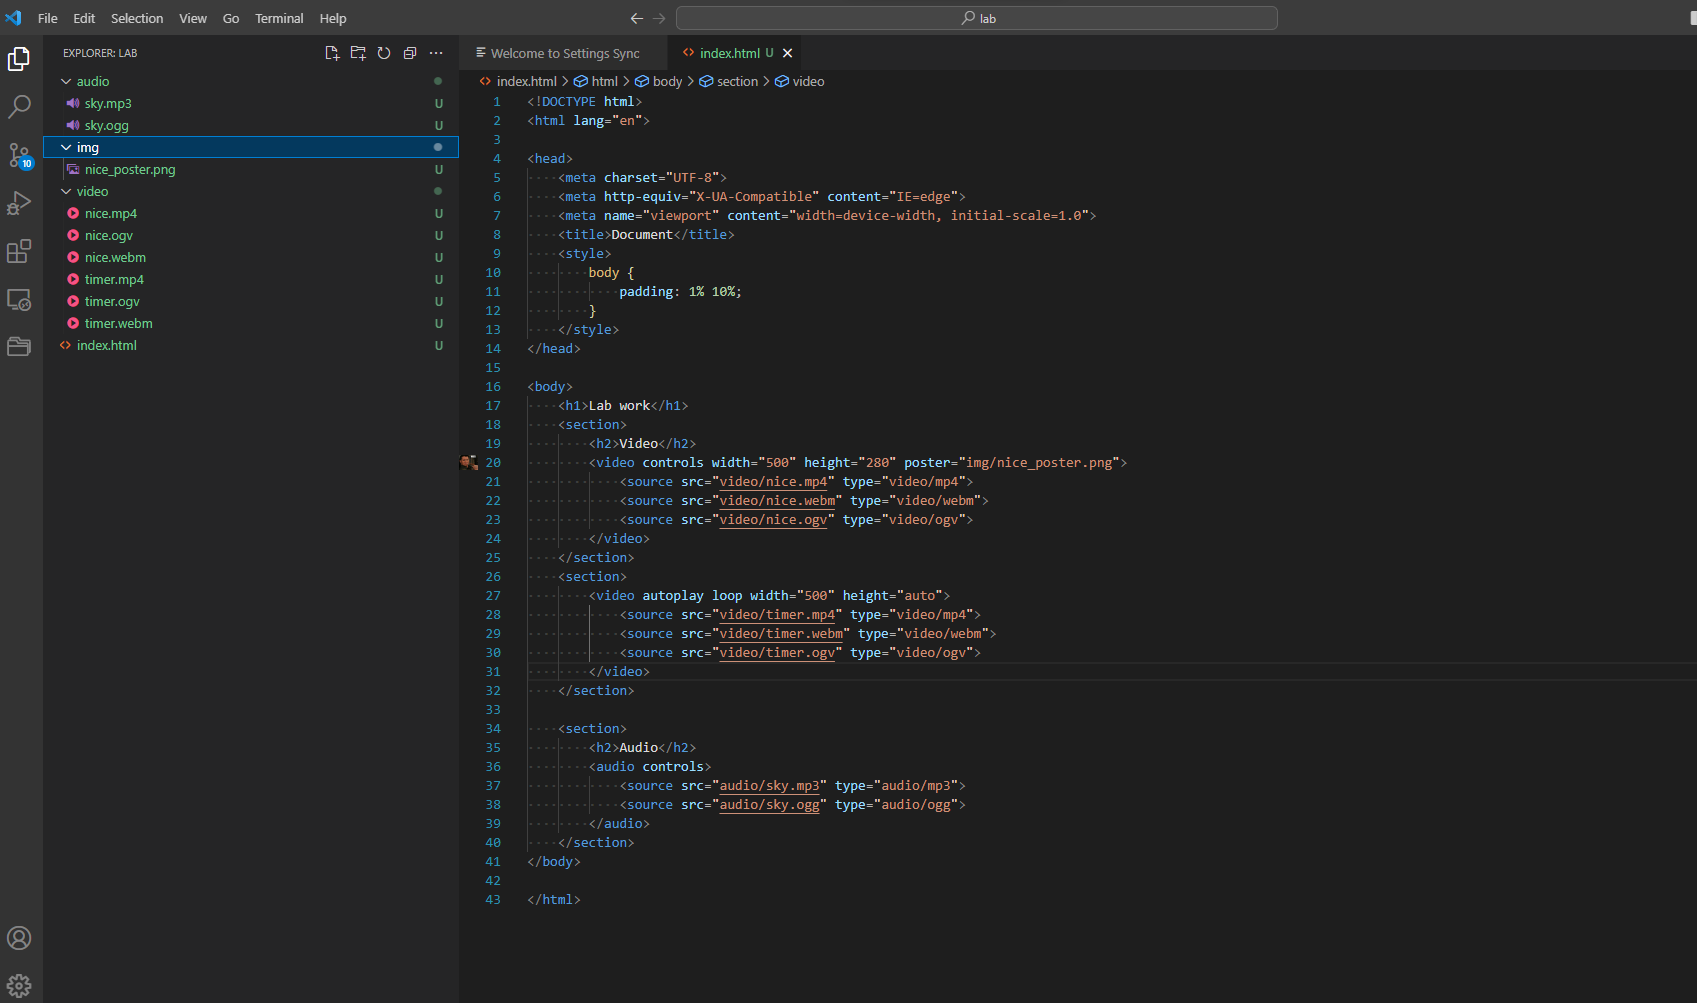 File Edit Selection View Go Terminal Help
lab
EXPLORER: LAB
audio
sky.mp3 U
sky.ogg U
img
nice_poster.png U
video
nice.mp4 U
nice.ogv U
nice.webm U
timer.mp4 U
timer.ogv U
timer.webm U
index.html U
10
Welcome to Settings Sync
index.html U
index.html > html > body > section > video
1 <!DOCTYPE html>
2 <html lang="en">
3
4 <head>
5 <meta charset="UTF-8">
6 <meta http-equiv="X-UA-Compatible" content="IE=edge">
7 <meta name="viewport" content="width=device-width, initial-scale=1.0">
8 <title>Document</title>
9 <style>
10 body {
11 padding: 1% 10%;
12 }
13 </style>
14 </head>
15
16 <body>
17 <h1>Lab work</h1>
18 <section>
19 <h2>Video</h2>
20 <video controls width="500" height="280" poster="img/nice_poster.png">
21 <source src="video/nice.mp4" type="video/mp4">
22 <source src="video/nice.webm" type="video/webm">
23 <source src="video/nice.ogv" type="video/ogv">
24 </video>
25 </section>
26 <section>
27 <video autoplay loop width="500" height="auto">
28 <source src="video/timer.mp4" type="video/mp4">
29 <source src="video/timer.webm" type="video/webm">
30 <source src="video/timer.ogv" type="video/ogv">
31 </video>
32 </section>
33
34 <section>
35 <h2>Audio</h2>
36 <audio controls>
37 <source src="audio/sky.mp3" type="audio/mp3">
38 <source src="audio/sky.ogg" type="audio/ogg">
39 </audio>
40 </section>
41 </body>
42
43 </html>